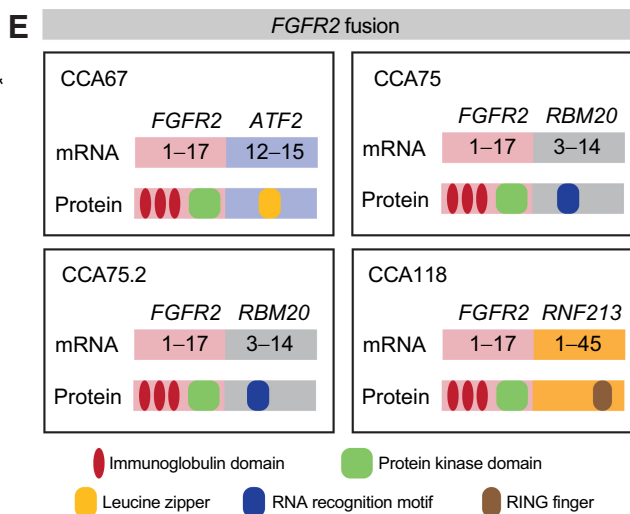 E
FGFR2 fusion
CCA67
FGFR2 ATF2
mRNA 1–17 12–15
Protein
CCA75
FGFR2 RBM20
mRNA 1–17 3–14
Protein
CCA75.2
FGFR2 RBM20
mRNA 1–17 3–14
Protein
CCA118
FGFR2 RNF213
mRNA 1–17 1–45
Protein
Immunoglobulin domain
Protein kinase domain
Leucine zipper
RNA recognition motif
RING finger